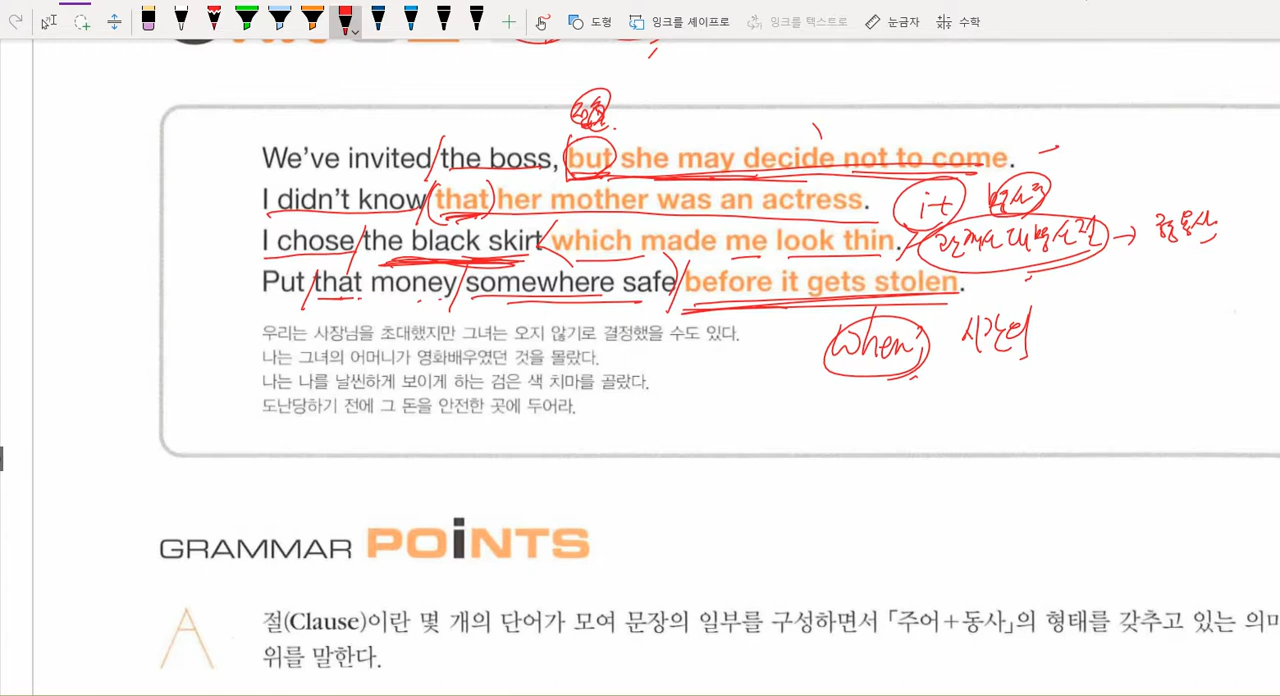 도형 잉크를 셰이프로 잉크를 텍스트로 눈금자 수학
We've invited the boss, but she may decide not to come.
I didn't know that her mother was an actress. it 명사절
I chose the black skirt which made me look thin. 관계대명사절 → 형용사
Put that money somewhere safe before it gets stolen.
when; 시간의
우리는 사장님을 초대했지만 그녀는 오지 않기로 결정했을 수도 있다.
나는 그녀의 어머니가 영화배우였던 것을 몰랐다.
나는 나를 날씬하게 보이게 하는 검은 색 치마를 골랐다.
도난당하기 전에 그 돈을 안전한 곳에 두어라.
GRAMMAR POiNTS
A 절(Clause)이란 몇 개의 단어가 모여 문장의 일부를 구성하면서 「주어+동사」의 형태를 갖추고 있는 의미
위를 말한다.